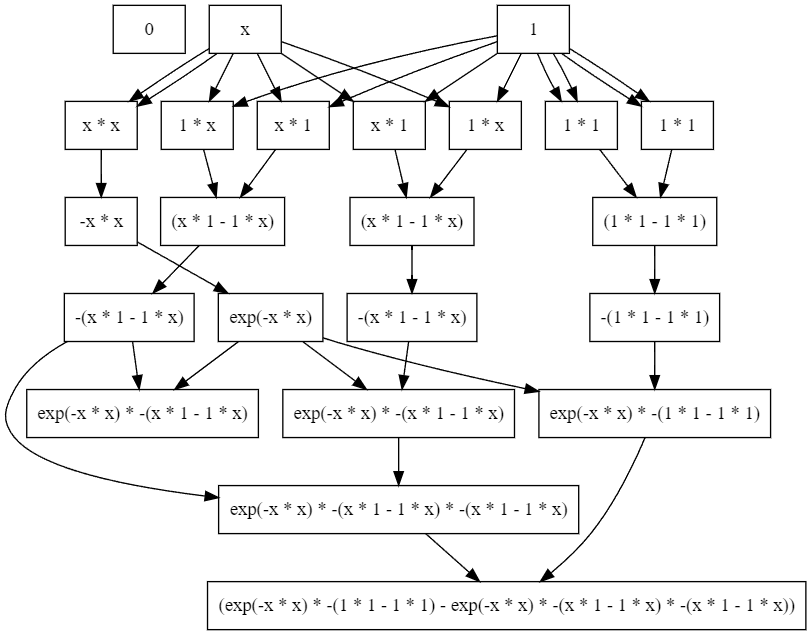 0
x
1
x * x
1 * x
x * 1
x * 1
1 * x
1 * 1
1 * 1
-x * x
(x * 1 - 1 * x)
(x * 1 - 1 * x)
(1 * 1 - 1 * 1)
-(x * 1 - 1 * x)
exp(-x * x)
-(x * 1 - 1 * x)
-(1 * 1 - 1 * 1)
exp(-x * x) * -(x * 1 - 1 * x)
exp(-x * x) * -(x * 1 - 1 * x)
exp(-x * x) * -(1 * 1 - 1 * 1)
exp(-x * x) * -(x * 1 - 1 * x) * -(x * 1 - 1 * x)
(exp(-x * x) * -(1 * 1 - 1 * 1) - exp(-x * x) * -(x * 1 - 1 * x) * -(x * 1 - 1 * x))